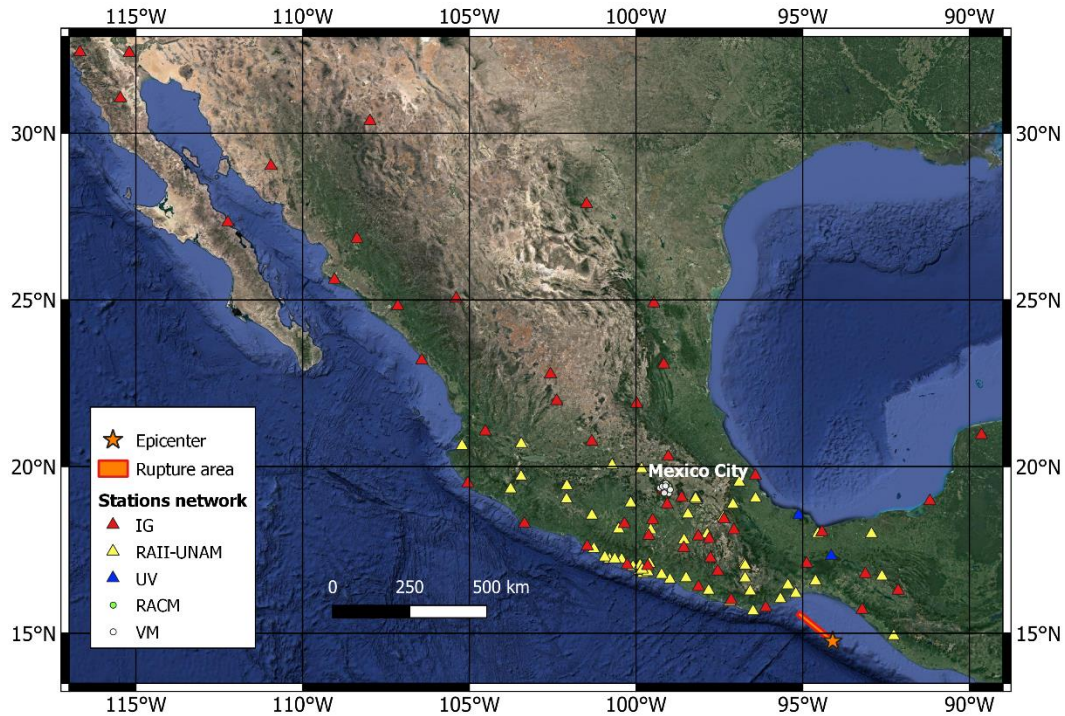 115°W 110°W 105°W 100°W 95°W 90°W
30°N 30°N
25°N 25°N
20°N 20°N
Mexico City
15°N 15°N
Epicenter
Rupture area
Stations network
IG
RAII-UNAM
UV
RACM
VM
0 250 500 km
115°W 110°W 105°W 100°W 95°W 90°W